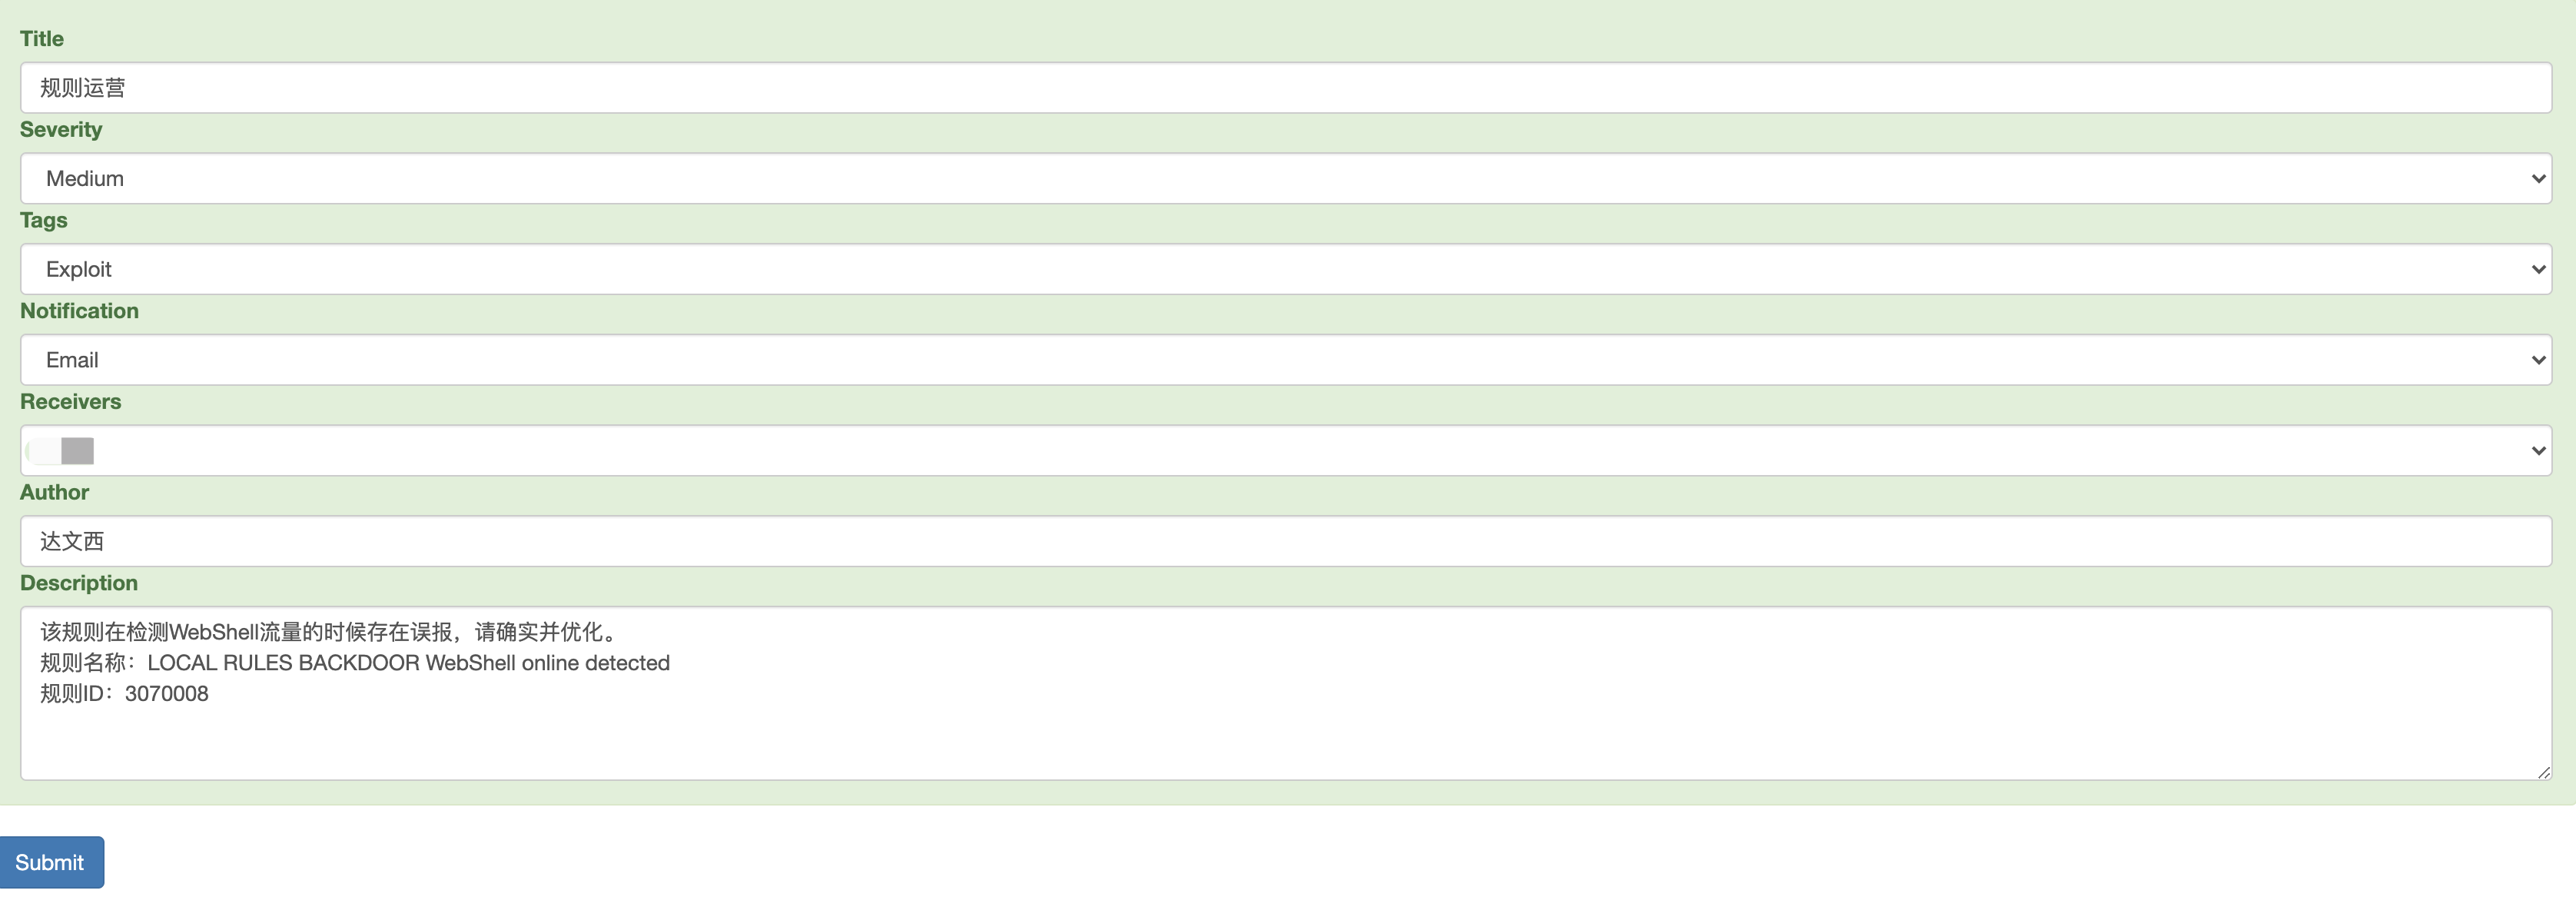 Title
规则运营
Severity
Medium
Tags
Exploit
Notification
Email
Receivers
Author
达文西
Description
该规则在检测WebShell流量的时候存在误报，请确实并优化。
规则名称：LOCAL RULES BACKDOOR WebShell online detected
规则ID：3070008
Submit